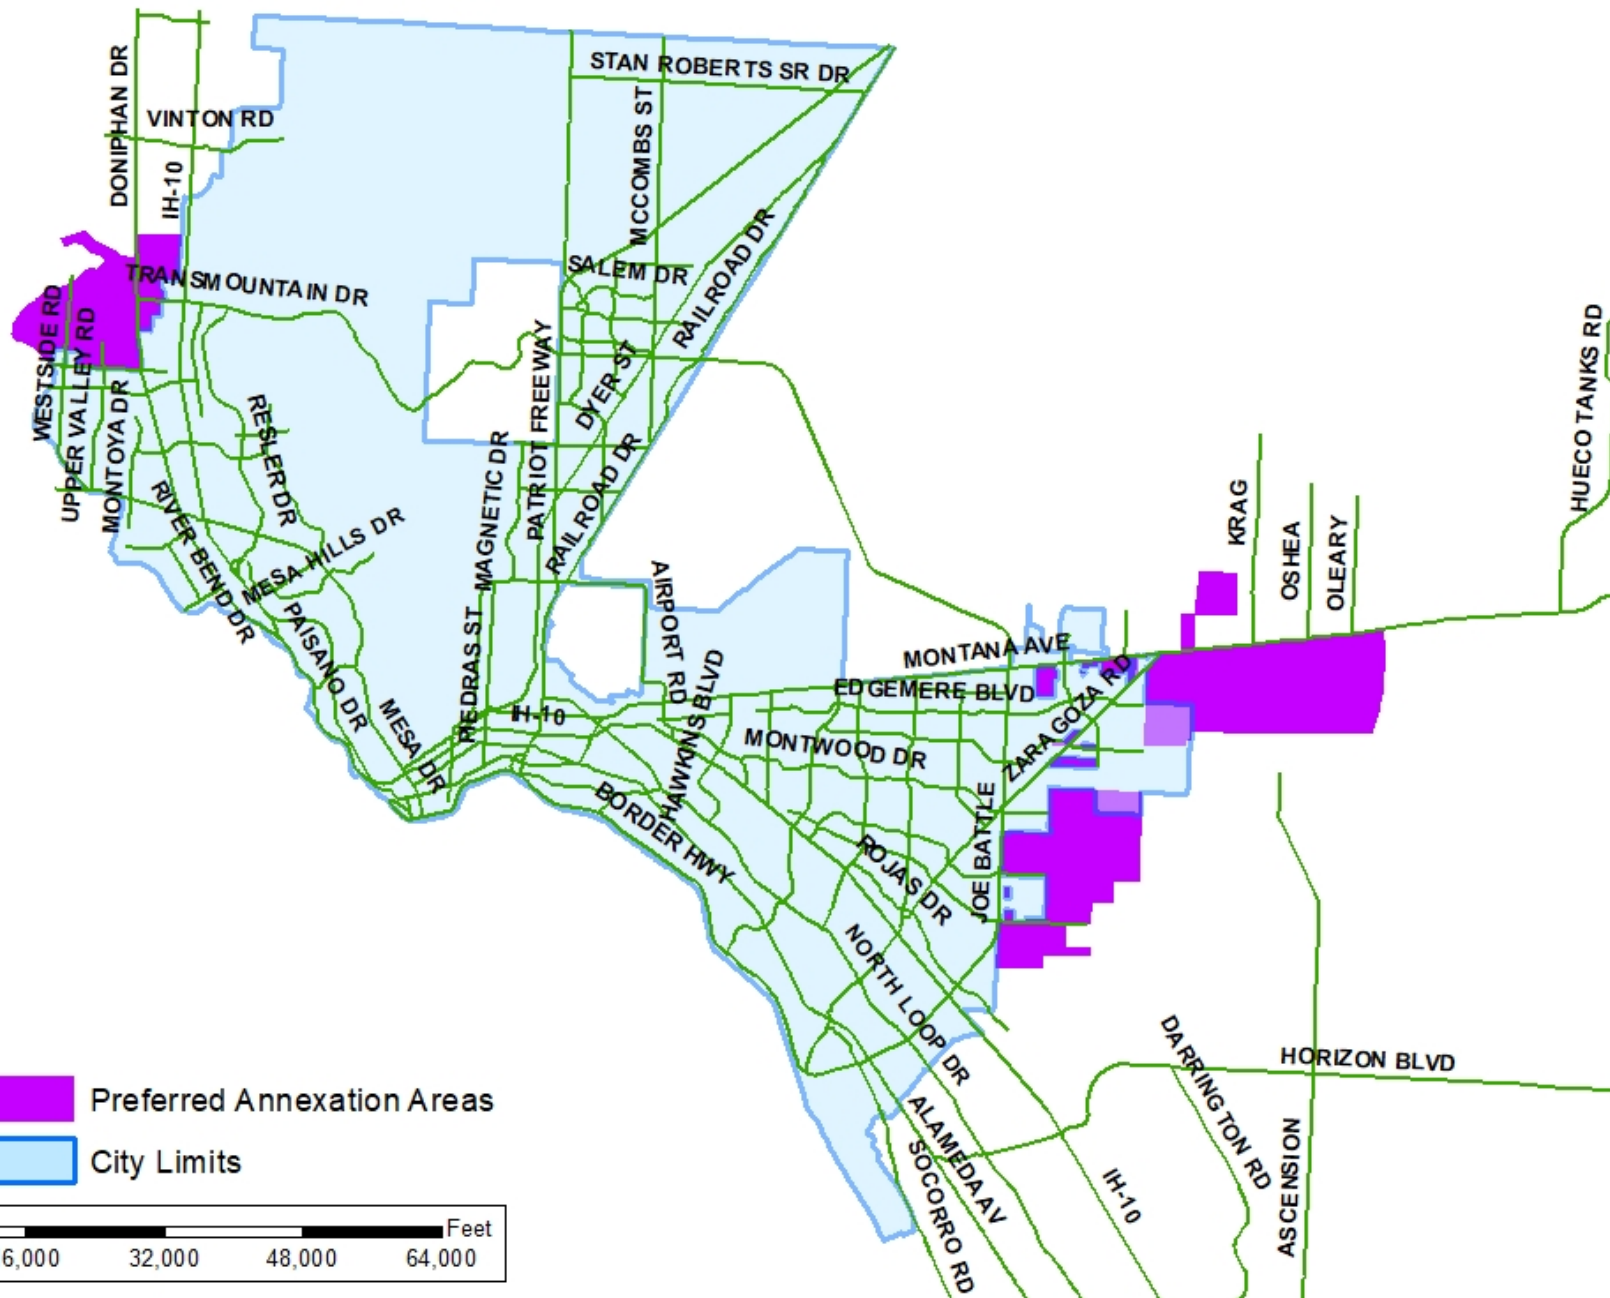 STAN ROBERTS SR DR
DONIPHAN DR
VINTON RD
MCCOMBS ST
IH-10
TRANSMOUNTAIN DR
SALEM DR
RAILROAD DR
WESTSIDE RD
UPPER VALLEY RD
MONTOYA DR
PATRIOT FREEWAY
DYER ST
HUECO TANKS RD
RESLER DR
MAGNETIC DR
RAILROAD DR
KRAG
OSHEA
OLEARY
RIVER BEND DR
MESA HILLS DR
AIRPORT RD
PAISANO DR
PIEDRAS ST
MONTANA AVE
EDGEMERE BLVD
ZARAGOZA RD
MESA DR
IH-10
HAWKINS BLVD
MONTWOOD DR
BORDER HWY
JOE BATTLE
ROJAS DR
NORTH LOOP DR
DARRINGTON RD
HORIZON BLVD
ALAMEDA AV
SOCORRO RD
IH-10
ASCENSION
Preferred Annexation Areas
City Limits
Feet
6,000 32,000 48,000 64,000